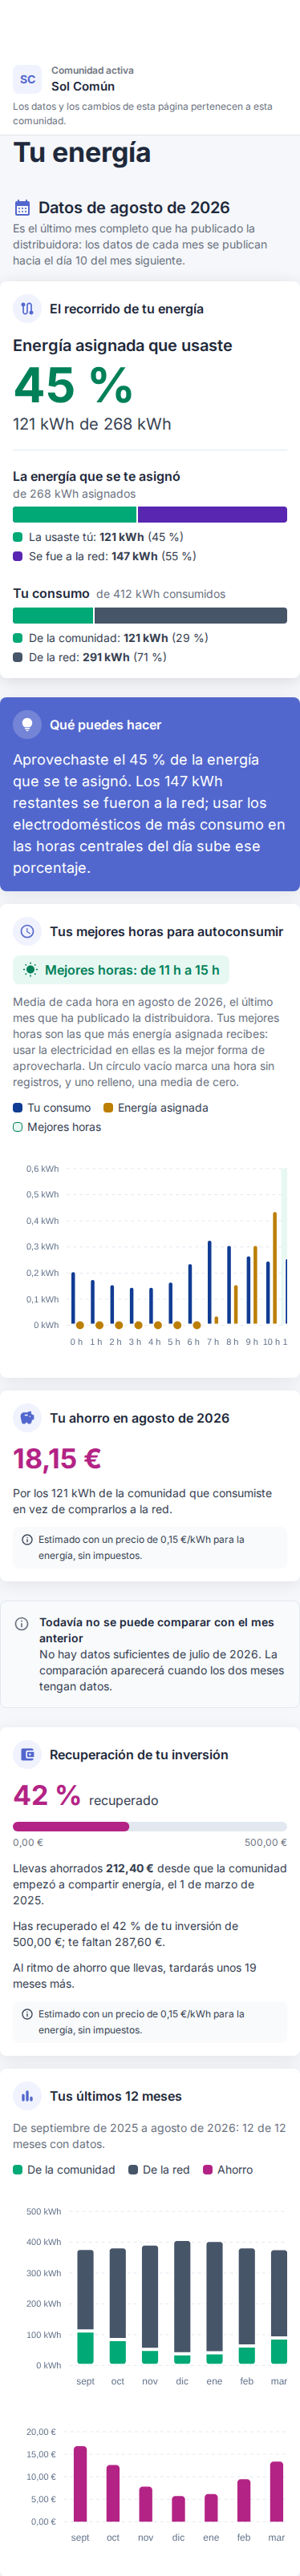 SC
Comunidad activa
Sol Común
Los datos y los cambios de esta página pertenecen a esta
comunidad.
Tu energía
Datos de agosto de 2026
Es el último mes completo que ha publicado la
distribuidora: los datos de cada mes se publican
hacia el día 10 del mes siguiente.
El recorrido de tu energía
Energía asignada que usaste
45 %
121 kWh de 268 kWh
La energía que se te asignó
de 268 kWh asignados
La usaste tú: 121 kWh (45 %)
Se fue a la red: 147 kWh (55 %)
Tu consumo de 412 kWh consumidos
De la comunidad: 121 kWh (29 %)
De la red: 291 kWh (71 %)
Qué puedes hacer
Aprovechaste el 45 % de la energía
que se te asignó. Los 147 kWh
restantes se fueron a la red; usar los
electrodomésticos de más consumo en
las horas centrales del día sube ese
porcentaje.
Tus mejores horas para autoconsumir
Mejores horas: de 11 h a 15 h
Media de cada hora en agosto de 2026, el último
mes que ha publicado la distribuidora. Tus mejores
horas son las que más energía asignada recibes:
usar la electricidad en ellas es la mejor forma de
aprovecharla. Un círculo vacío marca una hora sin
registros, y uno relleno, una media de cero.
Tu consumo Energía asignada
Mejores horas
0,6 kWh
0,5 kWh
0,4 kWh
0,3 kWh
0,2 kWh
0,1 kWh
0 kWh
0 h 1 h 2 h 3 h 4 h 5 h 6 h 7 h 8 h 9 h 10 h 1
Tu ahorro en agosto de 2026
18,15 €
Por los 121 kWh de la comunidad que consumiste
en vez de comprarlos a la red.
Estimado con un precio de 0,15 €/kWh para la
energía, sin impuestos.
Todavía no se puede comparar con el mes
anterior
No hay datos suficientes de julio de 2026. La
comparación aparecerá cuando los dos meses
tengan datos.
Recuperación de tu inversión
42 % recuperado
0,00 € 500,00 €
Llevas ahorrados 212,40 € desde que la comunidad
empezó a compartir energía, el 1 de marzo de
2025.
Has recuperado el 42 % de tu inversión de
500,00 €; te faltan 287,60 €.
Al ritmo de ahorro que llevas, tardarás unos 19
meses más.
Estimado con un precio de 0,15 €/kWh para la
energía, sin impuestos.
Tus últimos 12 meses
De septiembre de 2025 a agosto de 2026: 12 de 12
meses con datos.
De la comunidad De la red Ahorro
500 kWh
400 kWh
300 kWh
200 kWh
100 kWh
0 kWh
sept oct nov dic ene feb mar
20,00 €
15,00 €
10,00 €
5,00 €
0,00 €
sept oct nov dic ene feb mar